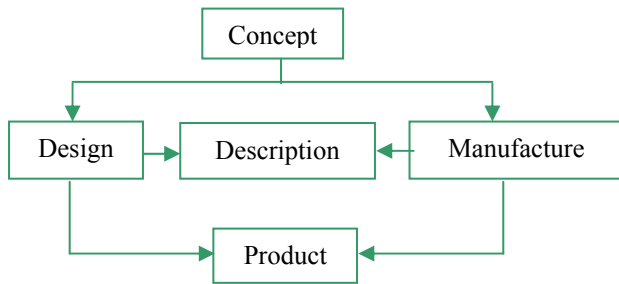 Concept
Design
Description
Manufacture
Product